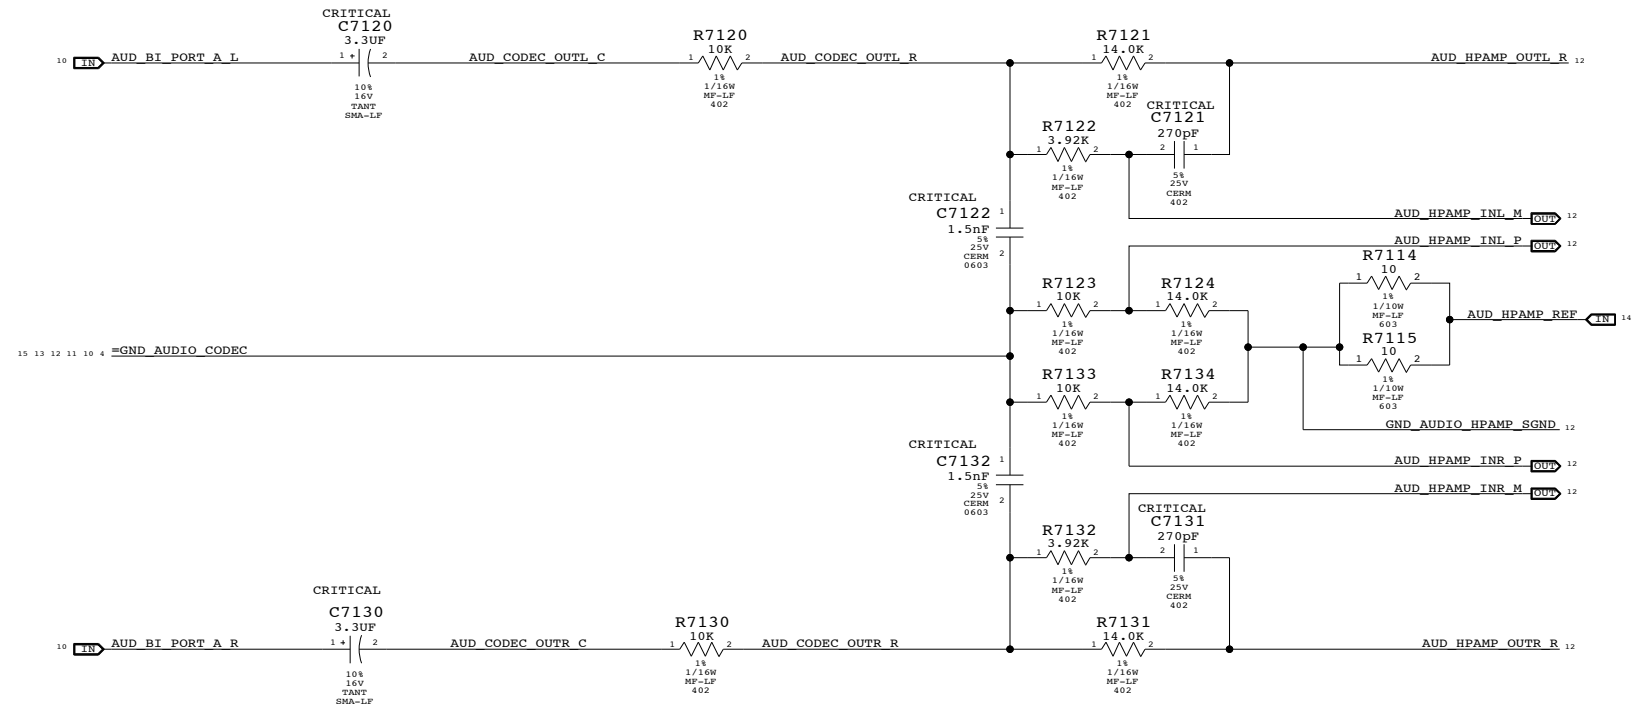 CRITICAL
C7120
3.3UF
1 + 2
10%
16V
TANT
SMA-LF
10 IN AUD_BI_PORT_A_L
AUD_CODEC_OUTL_C
R7120
10K
1 2
1%
1/16W
MF-LF
402
AUD_CODEC_OUTL_R
R7121
14.0K
1 2
1%
1/16W
MF-LF
402
AUD_HPAMP_OUTL_R 12
R7122
3.92K
1 2
1%
1/16W
MF-LF
402
CRITICAL
C7121
270pF
2 1
5%
25V
CERM
402
CRITICAL
C7122 1
1.5nF
5%
25V
CERM 2
0603
AUD_HPAMP_INL_M OUT 12
AUD_HPAMP_INL_P OUT 12
R7123
10K
1 2
1%
1/16W
MF-LF
402
R7124
14.0K
1 2
1%
1/16W
MF-LF
402
R7114
10
1 2
1%
1/10W
MF-LF
603
AUD_HPAMP_REF IN 14
R7115
10
1 2
1%
1/10W
MF-LF
603
15 13 12 11 10 4 =GND_AUDIO_CODEC
R7133
10K
1 2
1%
1/16W
MF-LF
402
R7134
14.0K
1 2
1%
1/16W
MF-LF
402
GND_AUDIO_HPAMP_SGND 12
CRITICAL
C7132 1
1.5nF
5%
25V
CERM 2
0603
AUD_HPAMP_INR_P OUT 12
AUD_HPAMP_INR_M OUT 12
R7132
3.92K
1 2
1%
1/16W
MF-LF
402
CRITICAL
C7131
270pF
2 1
5%
25V
CERM
402
CRITICAL
C7130
3.3UF
1 + 2
10%
16V
TANT
SMA-LF
10 IN AUD_BI_PORT_A_R
AUD_CODEC_OUTR_C
R7130
10K
1 2
1%
1/16W
MF-LF
402
AUD_CODEC_OUTR_R
R7131
14.0K
1 2
1%
1/16W
MF-LF
402
AUD_HPAMP_OUTR_R 12